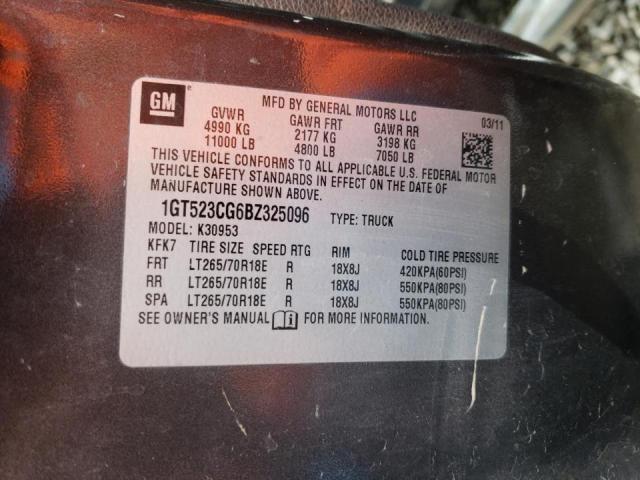 GM
MFD BY GENERAL MOTORS LLC
03/11
GVWR GAWR FRT GAWR RR
4990 KG 2177 KG 3198 KG
11000 LB 4800 LB 7050 LB
THIS VEHICLE CONFORMS TO ALL APPLICABLE U.S. FEDERAL MOTOR
VEHICLE SAFETY STANDARDS IN EFFECT ON THE DATE OF
MANUFACTURE SHOWN ABOVE.
1GT523CG6BZ325096 TYPE: TRUCK
MODEL: K30953
KFK7 TIRE SIZE SPEED RTG RIM COLD TIRE PRESSURE
FRT LT265/70R18E R 18X8J 420KPA(60PSI)
RR LT265/70R18E R 18X8J 550KPA(80PSI)
SPA LT265/70R18E R 18X8J 550KPA(80PSI)
SEE OWNER'S MANUAL i FOR MORE INFORMATION.